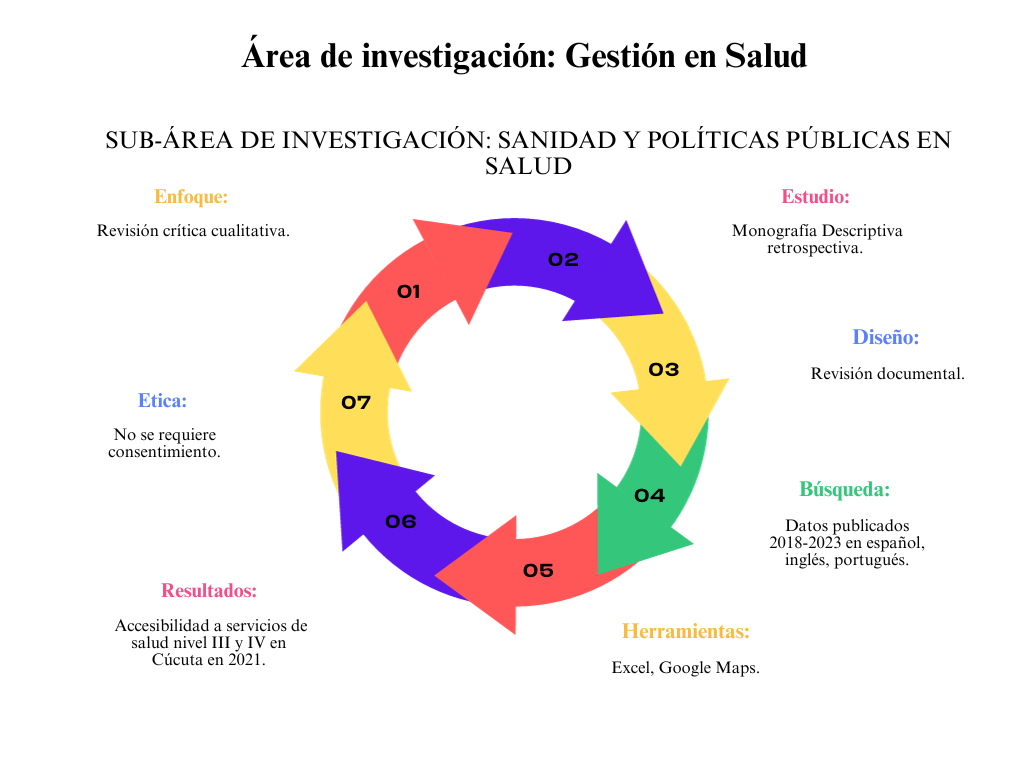 Área de investigación: Gestión en Salud
SUB-ÁREA DE INVESTIGACIÓN: SANIDAD Y POLÍTICAS PÚBLICAS EN
SALUD
Enfoque:
Revisión crítica cualitativa.
Estudio:
Monografía Descriptiva
retrospectiva.
Diseño:
Revisión documental.
Búsqueda:
Datos publicados
2018-2023 en español,
inglés, portugués.
Herramientas:
Excel, Google Maps.
Resultados:
Accesibilidad a servicios de
salud nivel III y IV en
Cúcuta en 2021.
Etica:
No se requiere
consentimiento.
01
02
03
04
05
06
07